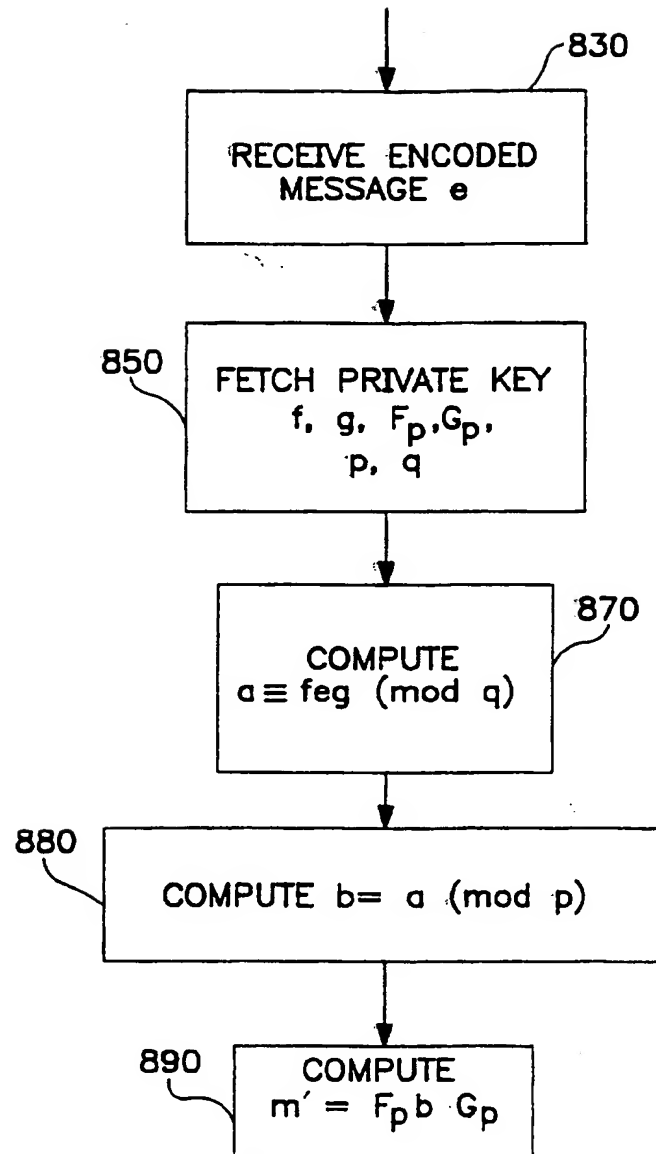 830
RECEIVE ENCODED
MESSAGE e
850
FETCH PRIVATE KEY
f, g, Fp,Gp,
p, q
870
COMPUTE
a≡ feg (mod q)
880
COMPUTE b= a (mod p)
890
COMPUTE
m' = Fp b Gp